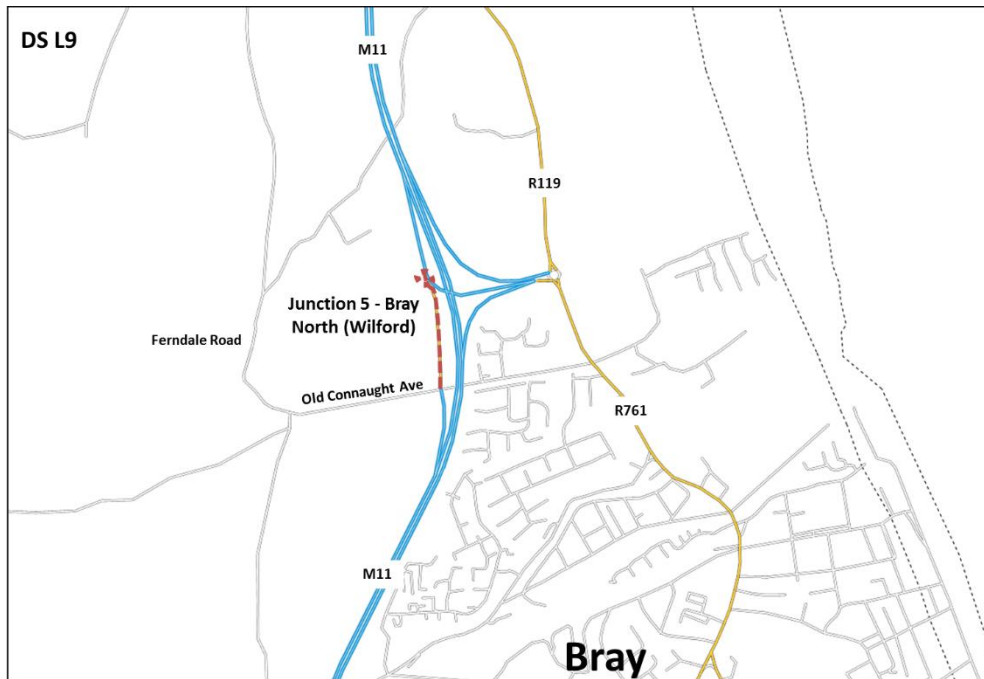 DS L9
M11
R119
Junction 5 - Bray
North (Wilford)
Ferndale Road
Old Connaught Ave
R761
M11
Bray